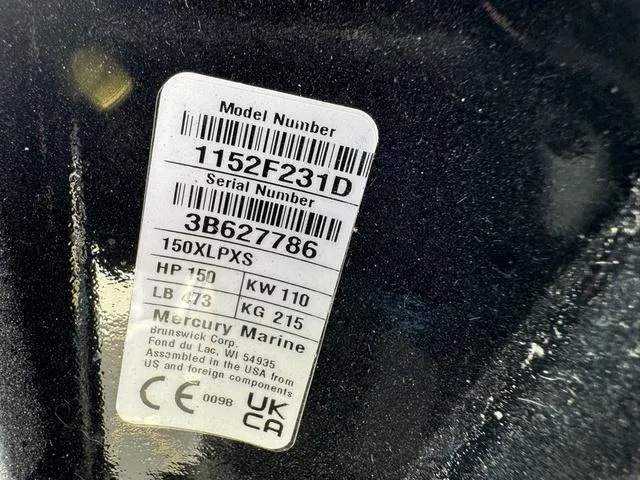 Model Number
1152F231D
Serial Number
3B627786
150XLPXS
HP 150 KW 110
LB 473 KG 215
Mercury Marine
Brunswick Corp.
Fond du Lac, WI 54935
Assembled in the USA from
US and foreign components
CE 0098 UK
CA